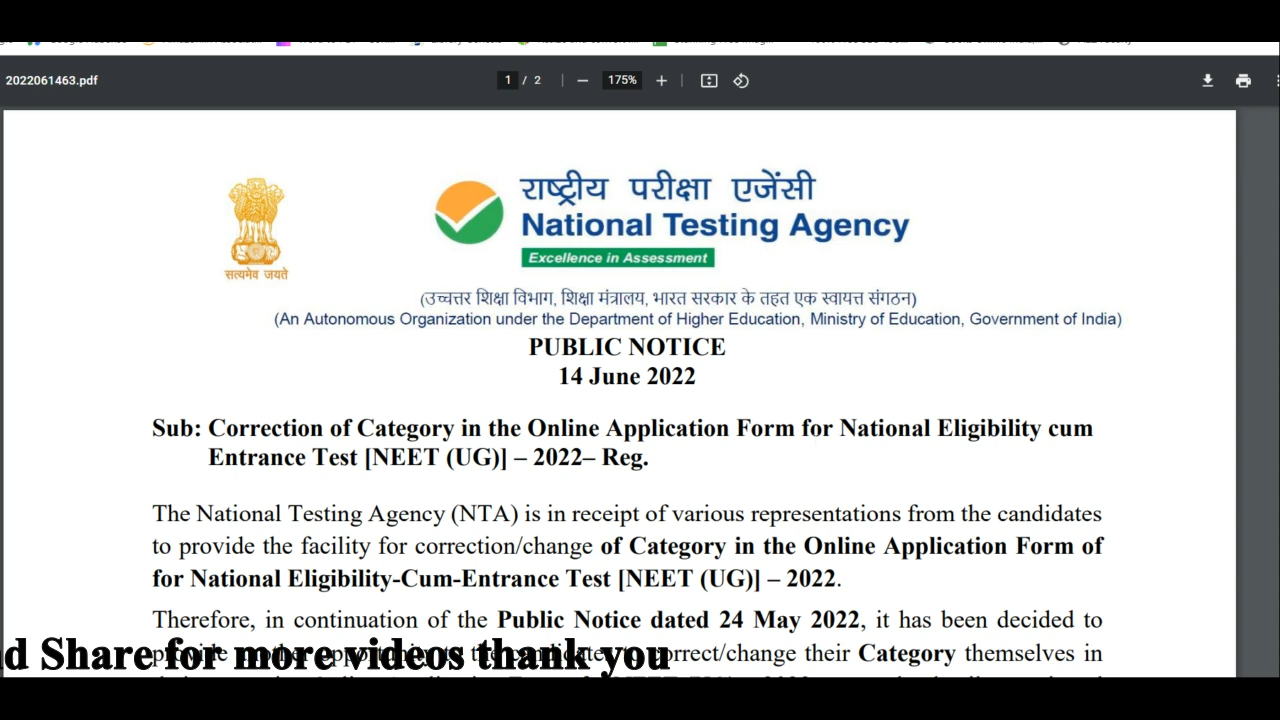 2022061463.pdf
1 / 2
175%
सत्यमेव जयते
राष्ट्रीय परीक्षा एजेंसी
National Testing Agency
Excellence in Assessment
(उच्चत्तर शिक्षा विभाग, शिक्षा मंत्रालय, भारत सरकार के तहत एक स्वायत्त संगठन)
(An Autonomous Organization under the Department of Higher Education, Ministry of Education, Government of India)
PUBLIC NOTICE
14 June 2022
Sub: Correction of Category in the Online Application Form for National Eligibility cum
Entrance Test [NEET (UG)] – 2022– Reg.
The National Testing Agency (NTA) is in receipt of various representations from the candidates
to provide the facility for correction/change of Category in the Online Application Form of
for National Eligibility-Cum-Entrance Test [NEET (UG)] – 2022.
Therefore, in continuation of the Public Notice dated 24 May 2022, it has been decided to
correct/change their Category themselves in
Share for more videos thank you